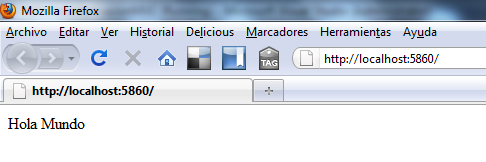 Mozilla Firefox
Archivo Editar Ver Historial Delicious Marcadores Herramientas Ayuda
TAG http://localhost:5860/
http://localhost:5860/
Hola Mundo